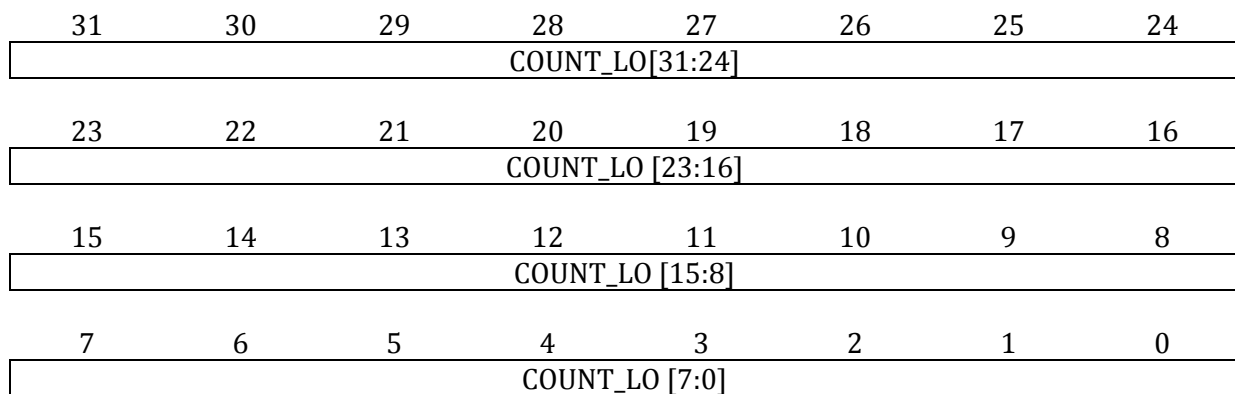 31 30 29 28 27 26 25 24
COUNT_LO[31:24]
23 22 21 20 19 18 17 16
COUNT_LO [23:16]
15 14 13 12 11 10 9 8
COUNT_LO [15:8]
7 6 5 4 3 2 1 0
COUNT_LO [7:0]